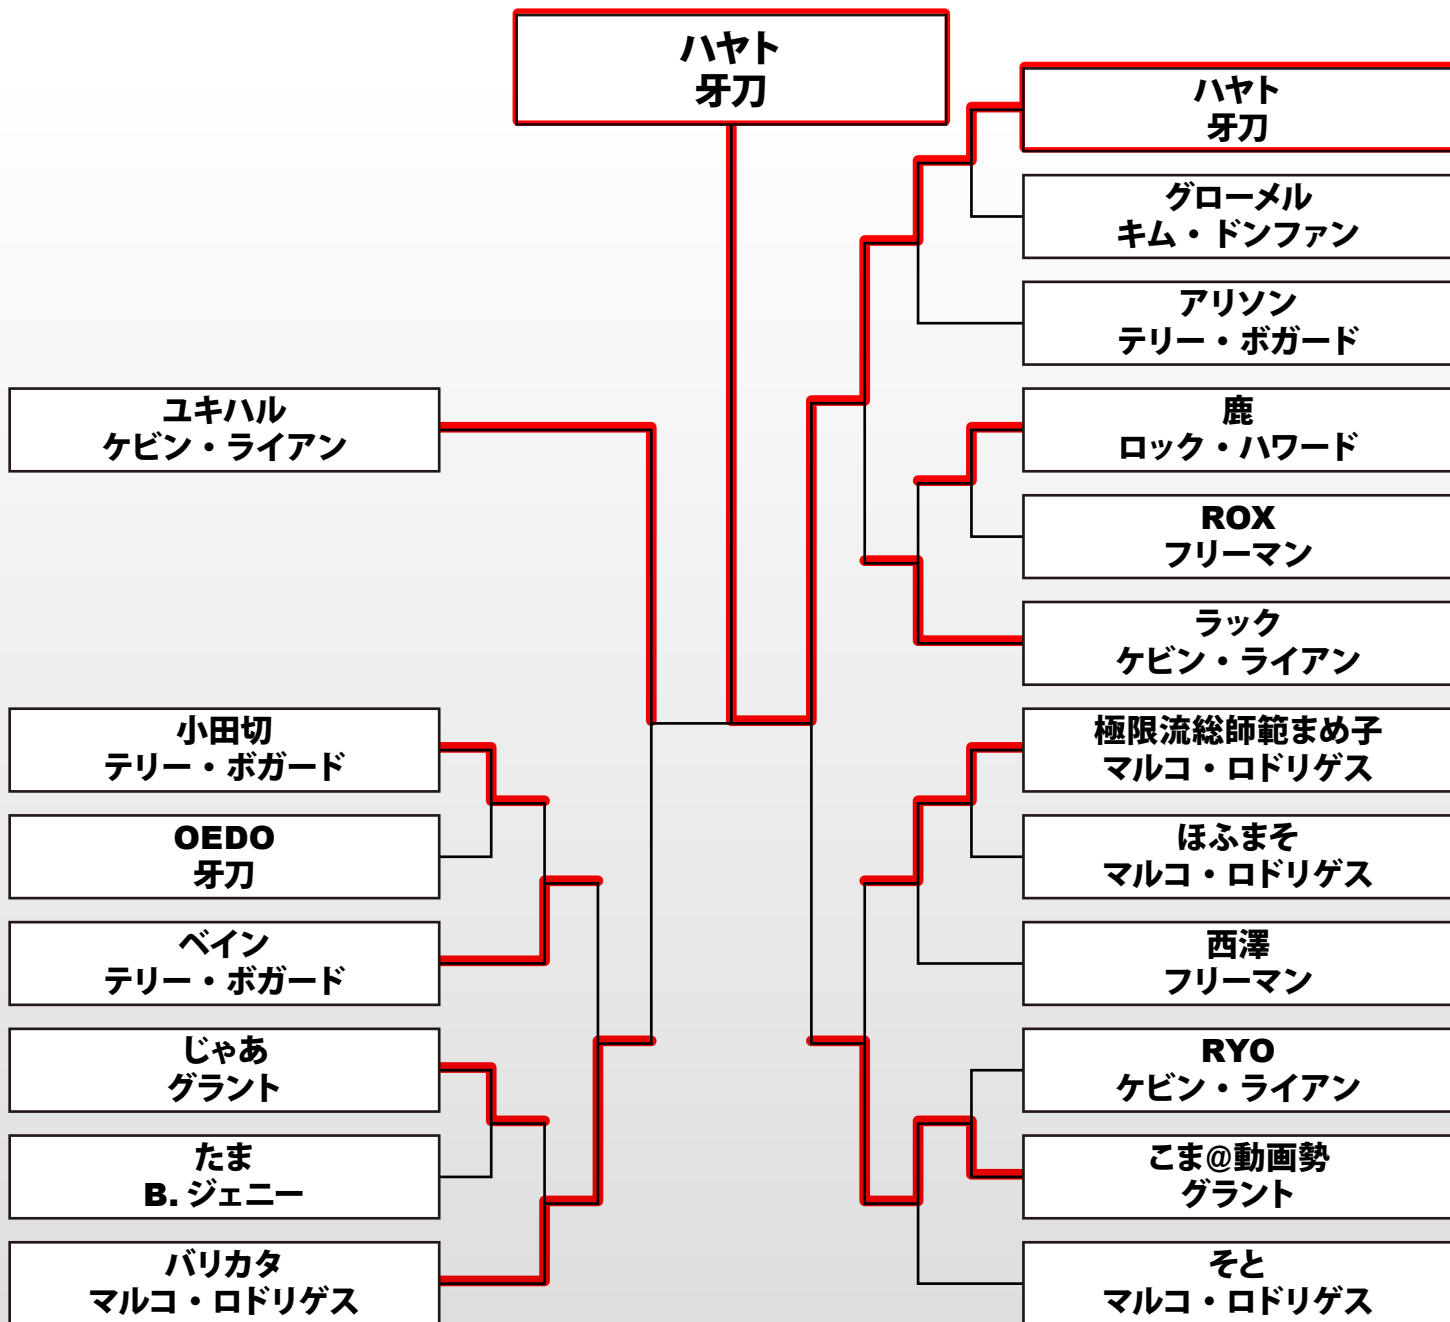 ハヤト
牙刀
ユキハル
ケビン・ライアン
小田切
テリー・ボガード
OEDO
牙刀
ベイン
テリー・ボガード
じゃあ
グラント
たま
B. ジェニー
バリカタ
マルコ・ロドリゲス
ハヤト
牙刀
グローメル
キム・ドンファン
アリソン
テリー・ボガード
鹿
ロック・ハワード
ROX
フリーマン
ラック
ケビン・ライアン
極限流総師範まめ子
マルコ・ロドリゲス
ほふまそ
マルコ・ロドリゲス
西澤
フリーマン
RYO
ケビン・ライアン
こま@動画勢
グラント
そと
マルコ・ロドリゲス